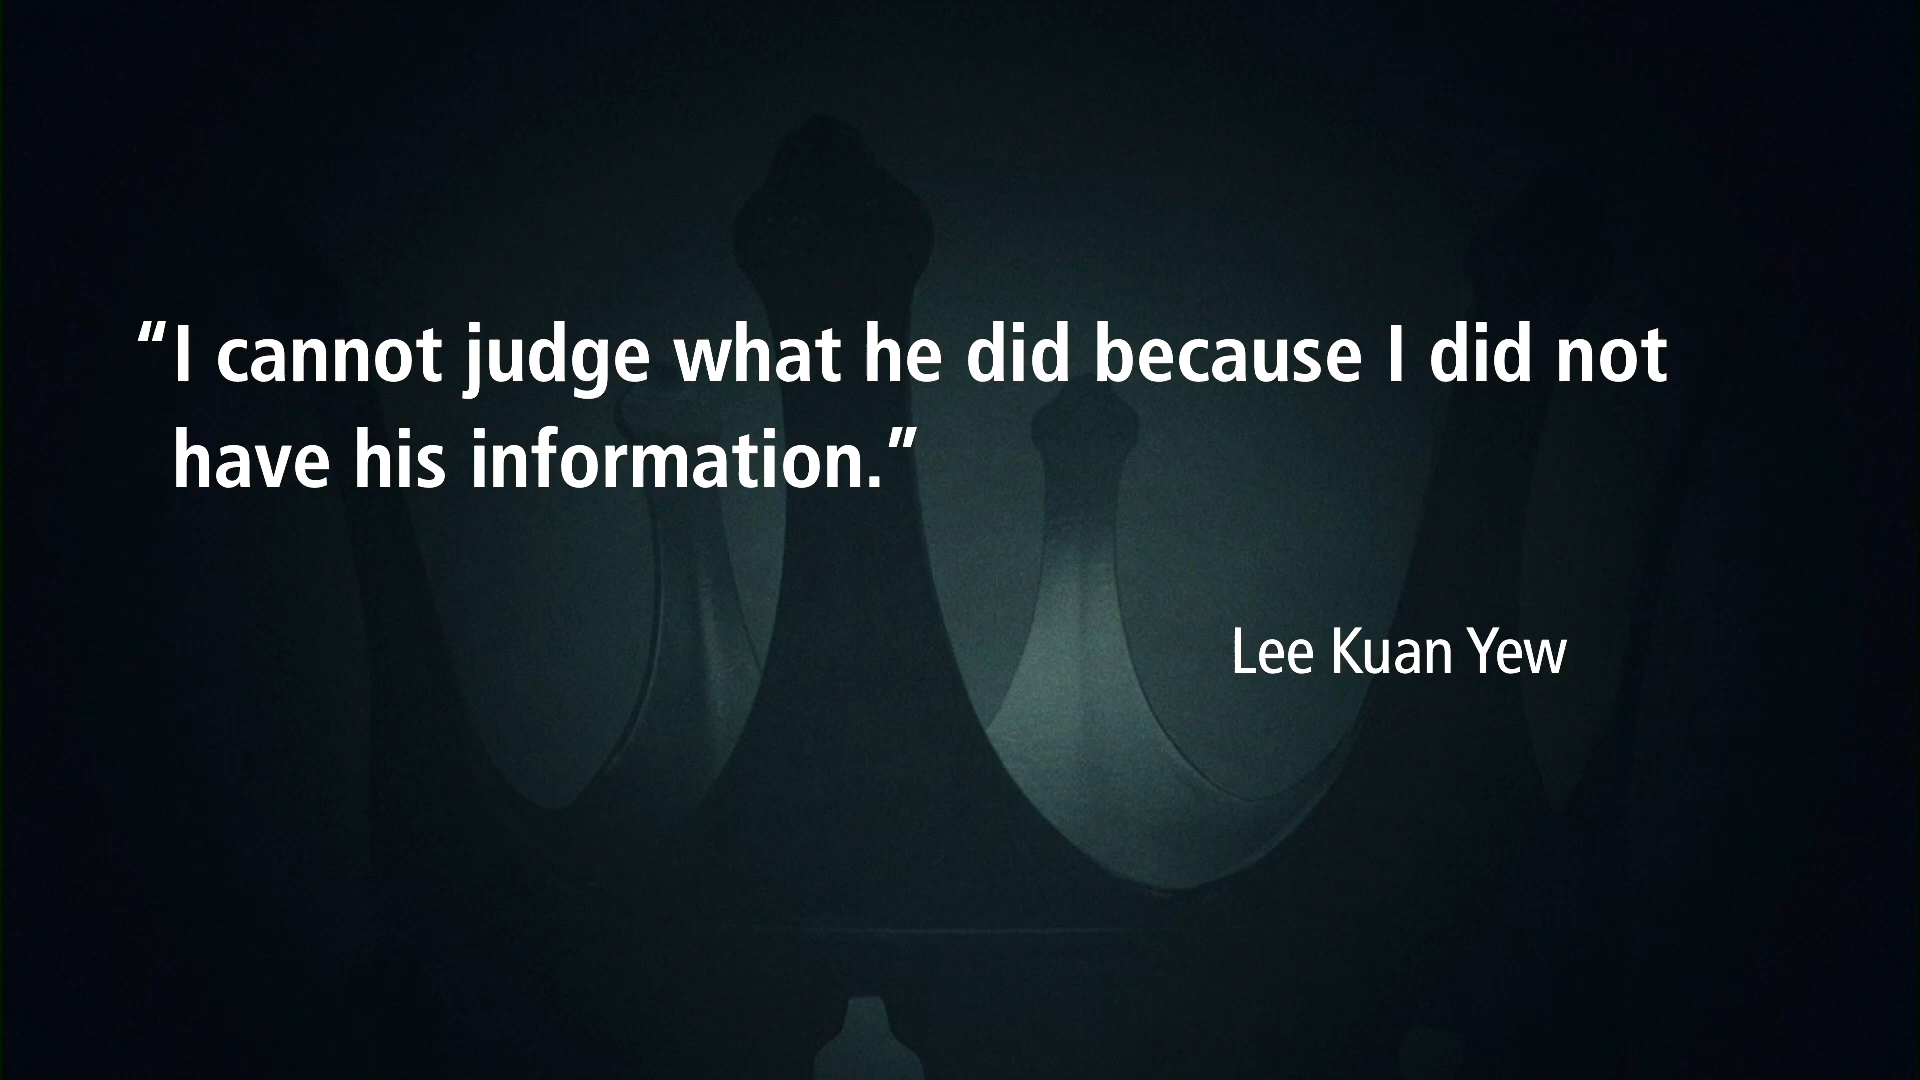 “I cannot judge what he did because I did not
have his information.”
Lee Kuan Yew